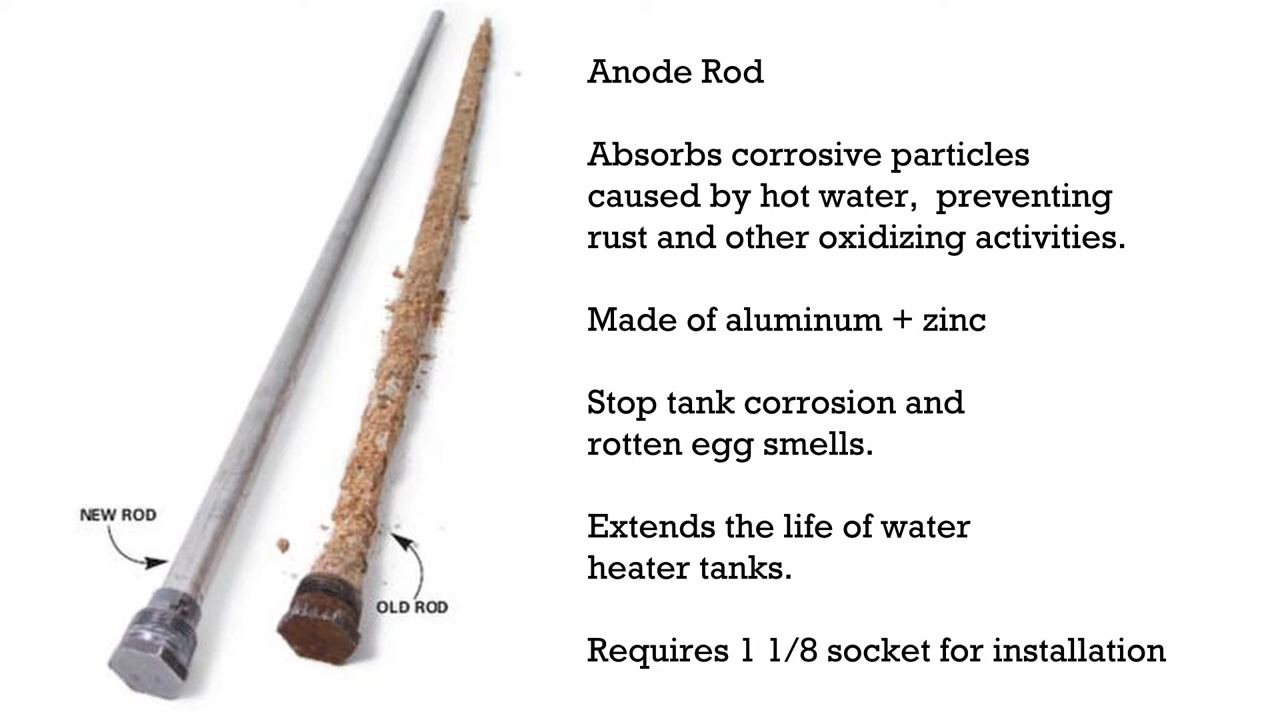 Anode Rod
Absorbs corrosive particles
caused by hot water,  preventing
rust and other oxidizing activities.
Made of aluminum + zinc
Stop tank corrosion and
rotten egg smells.
Extends the life of water
heater tanks.
Requires 1 1/8 socket for installation
NEW ROD
OLD ROD